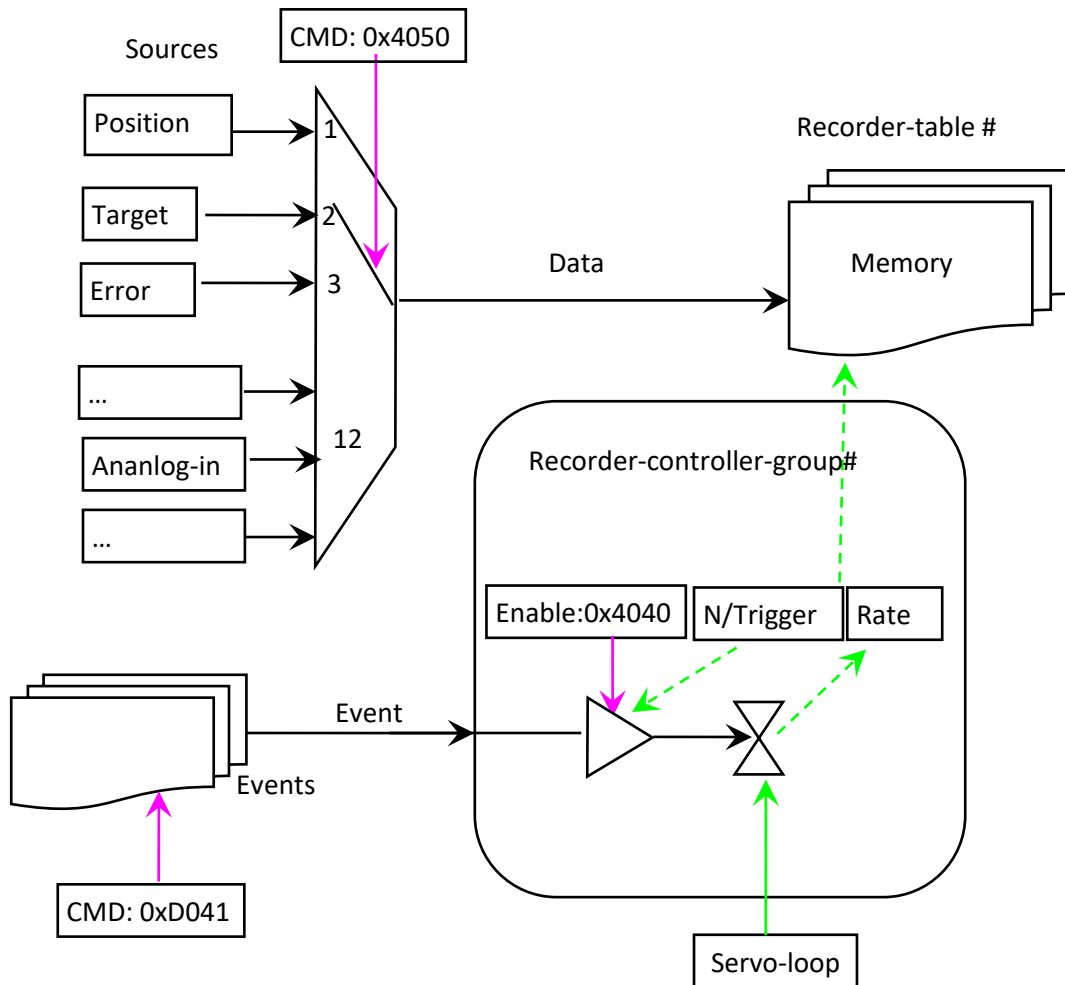 CMD: 0x4050
Sources
Position
1
Recorder-table #
Target
2
Data
Memory
Error
3
...
12
Ananlog-in
Recorder-controller-group#
...
Enable:0x4040
N/Trigger
Rate
Event
Events
CMD: 0xD041
Servo-loop